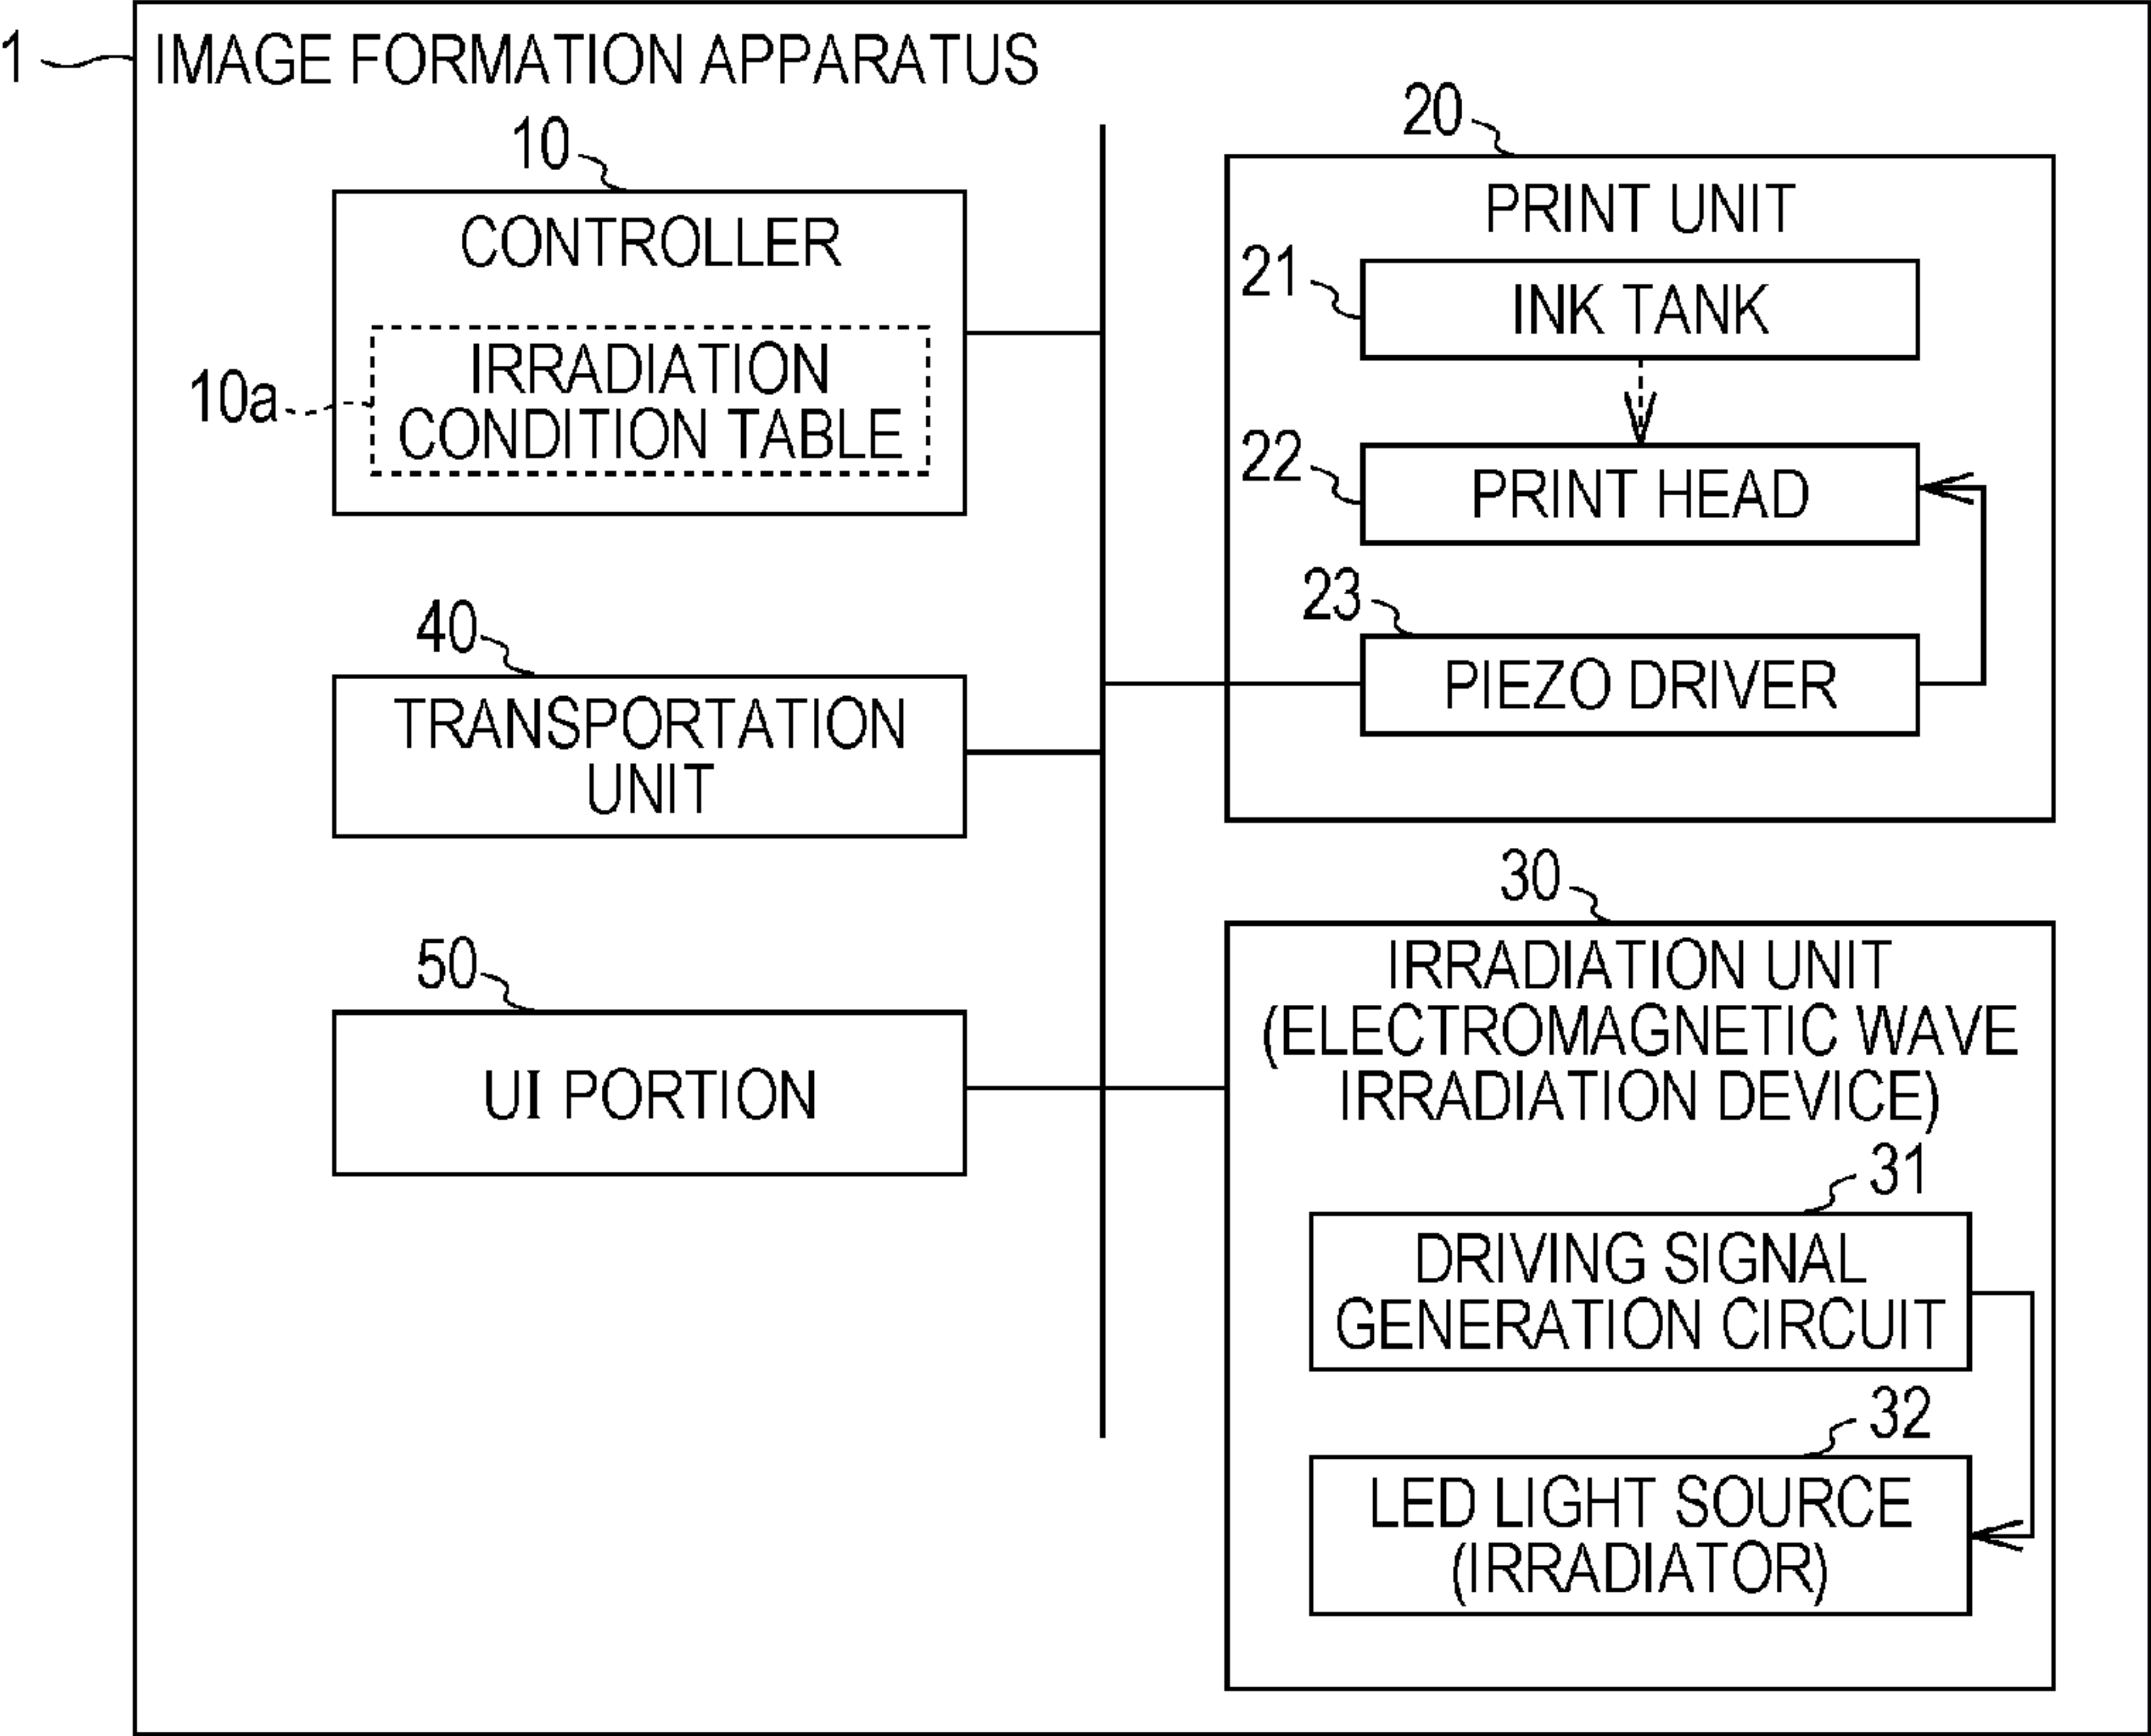 1
IMAGE FORMATION APPARATUS
10
CONTROLLER
10a
IRRADIATION
CONDITION TABLE
40
TRANSPORTATION
UNIT
50
UI PORTION
20
PRINT UNIT
21
INK TANK
22
PRINT HEAD
23
PIEZO DRIVER
30
IRRADIATION UNIT
(ELECTROMAGNETIC WAVE
IRRADIATION DEVICE)
31
DRIVING SIGNAL
GENERATION CIRCUIT
32
LED LIGHT SOURCE
(IRRADIATOR)